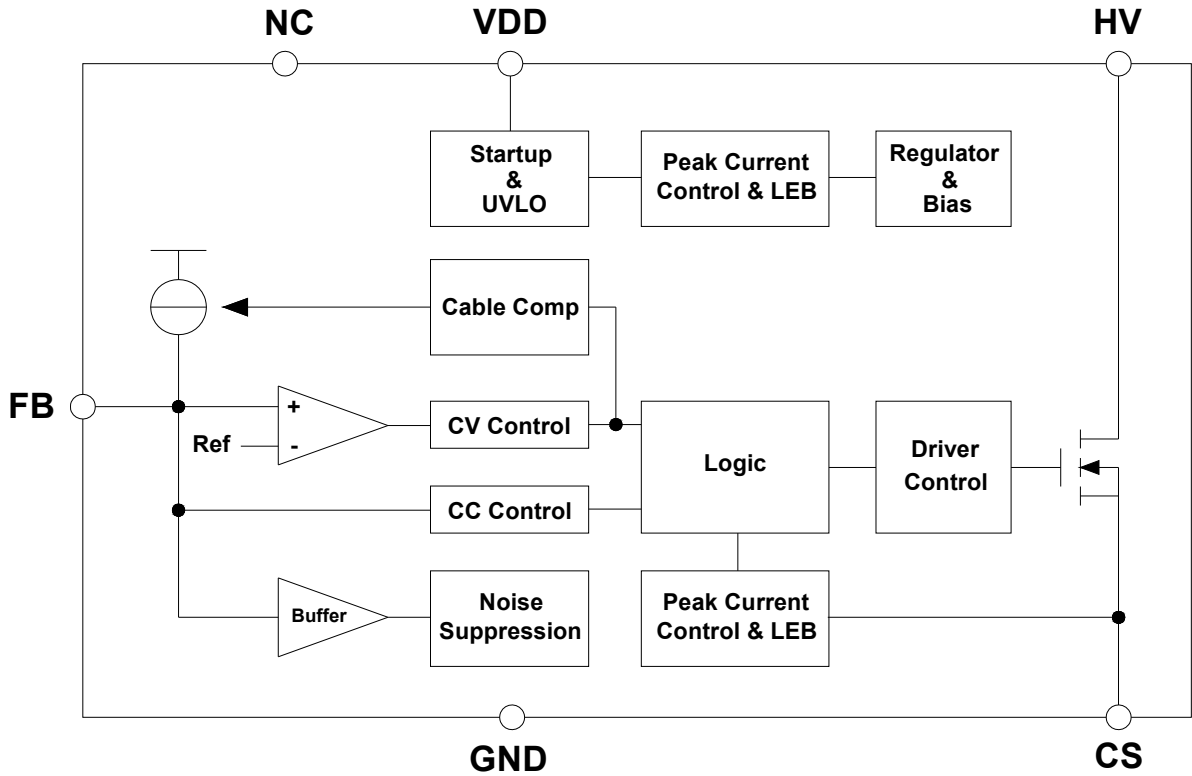 NC
VDD
HV
Startup
&
UVLO
Peak Current
Control & LEB
Regulator
&
Bias
Cable Comp
FB
+
Ref
-
CV Control
Logic
Driver
Control
CC Control
Buffer
Noise
Suppression
Peak Current
Control & LEB
GND
CS